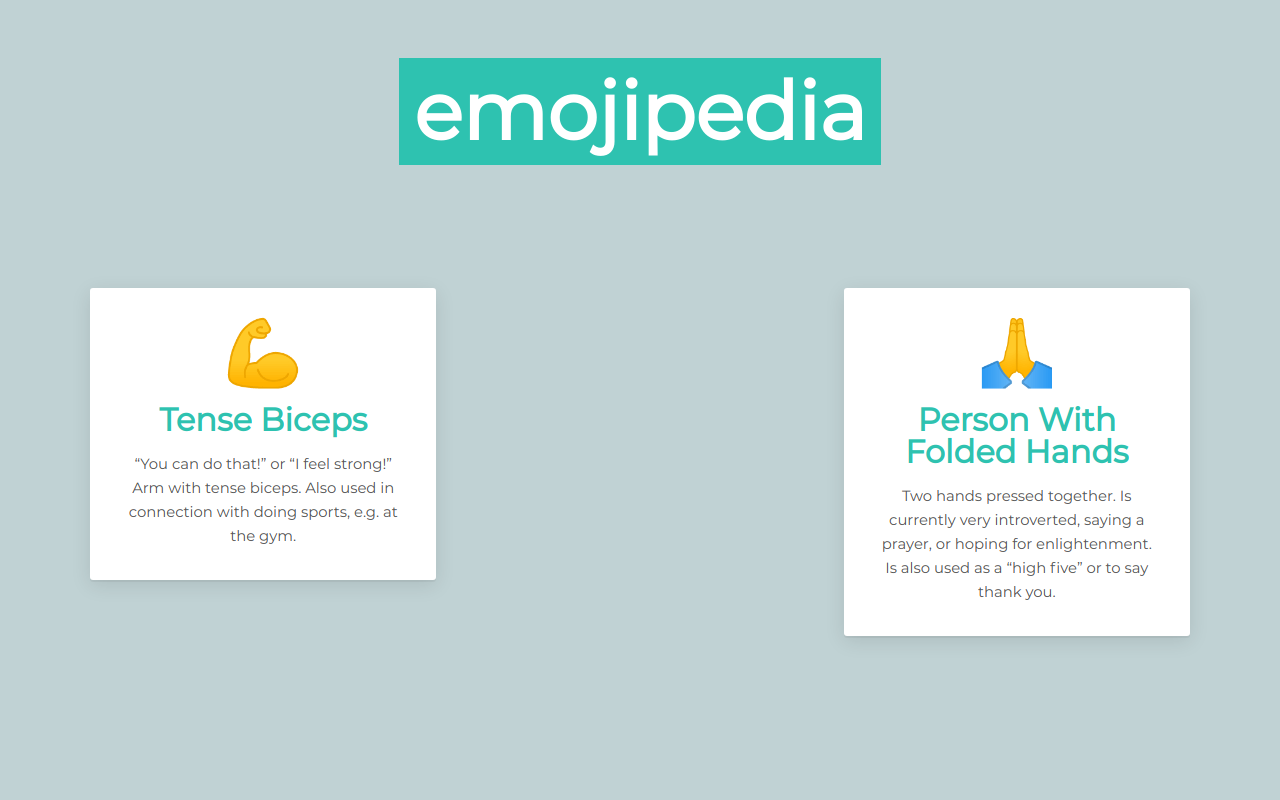 emojipedia
Tense Biceps
“You can do that!” or “I feel strong!”
Arm with tense biceps. Also used in
connection with doing sports, e.g. at
the gym.
Person With
Folded Hands
Two hands pressed together. Is
currently very introverted, saying a
prayer, or hoping for enlightenment.
Is also used as a “high five” or to say
thank you.